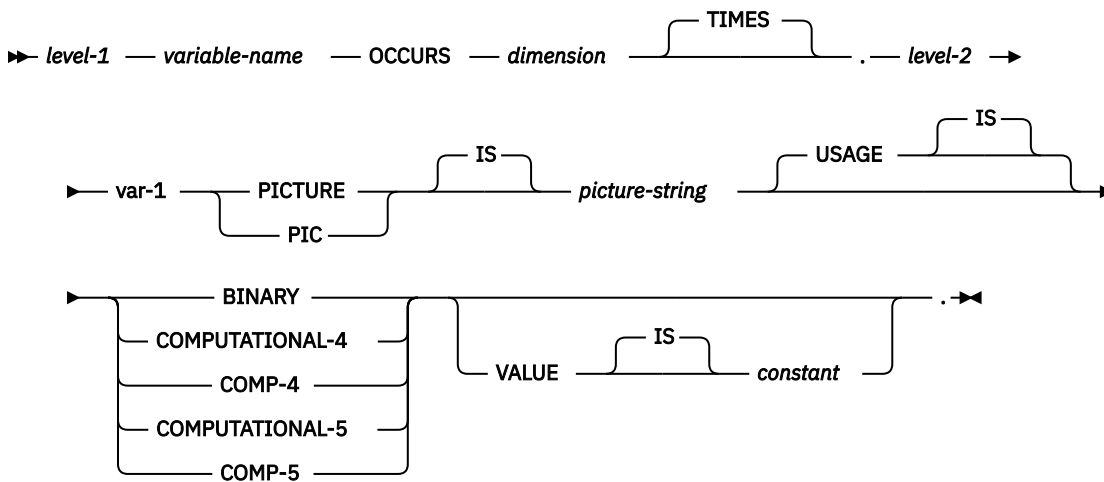 TIMES
level-1 variable-name OCCURS dimension . level-2
IS
IS USAGE
var-1 PICTURE picture-string
PIC
BINARY .
IS
COMPUTATIONAL-4
VALUE constant
COMP-4
COMPUTATIONAL-5
COMP-5